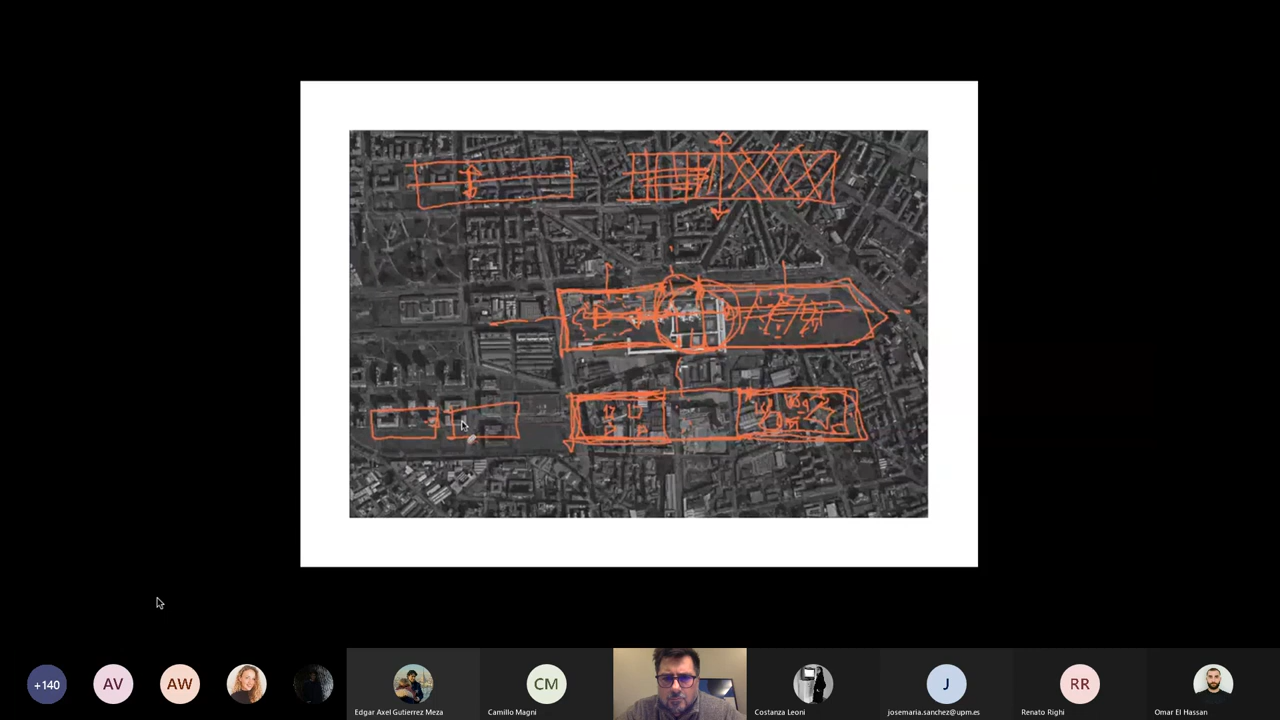 +140
AV
AW
CM
J
RR
Edgar Axel Gutierrez Meza
Camillo Magni
Costanza Leoni
josemaria.sanchez@upm.es
Renato Righi
Omar El Hassan